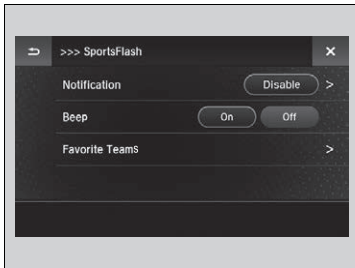 >>> SportsFlash
Notification Disable >
Beep On Off
Favorite Teams >